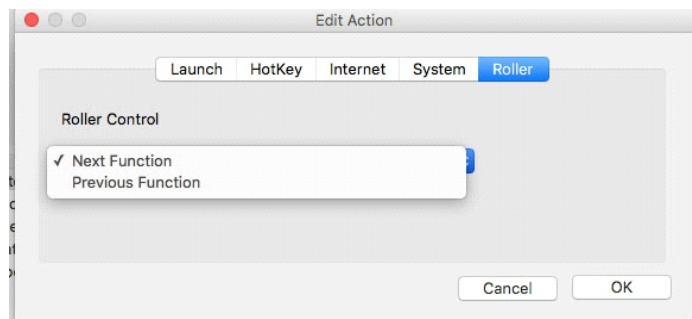 Edit Action
Launch HotKey Internet System Roller
Roller Control
✓ Next Function
Previous Function
Cancel OK